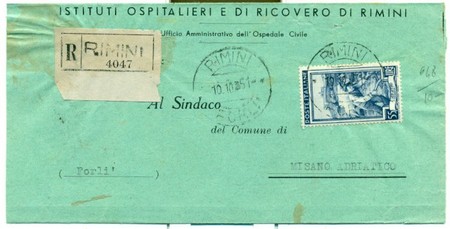 ISTITUTI OSPITALIERI E DI RICOVERO DI RIMINI
Ufficio Amministrativo dell'Ospedale Civile
R RIMINI
4047
RIMINI
Al Sindaco
del Comune di
POSTE ITALIANE
55
MISANO ADRIATICO
( Forli' )